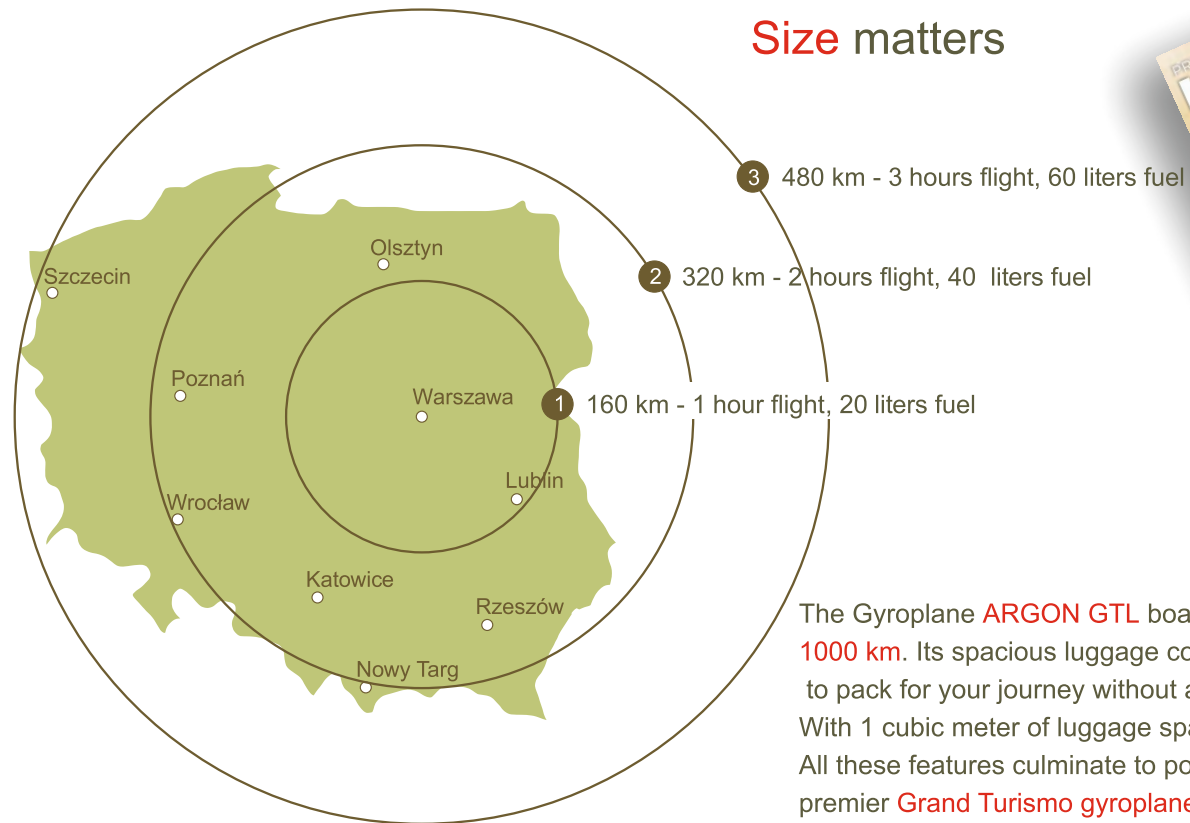 Size matters
3 480 km - 3 hours flight, 60 liters fuel
2 320 km - 2 hours flight, 40 liters fuel
1 160 km - 1 hour flight, 20 liters fuel
Olsztyn
Szczecin
Poznań
Warszawa
Lublin
Wrocław
Katowice
Rzeszów
Nowy Targ
The Gyroplane ARGON GTL
1000 km. Its spacious luggage
to pack for your journey without
With 1 cubic meter of luggage
All these features culminate to
premier Grand Turismo gyroplane